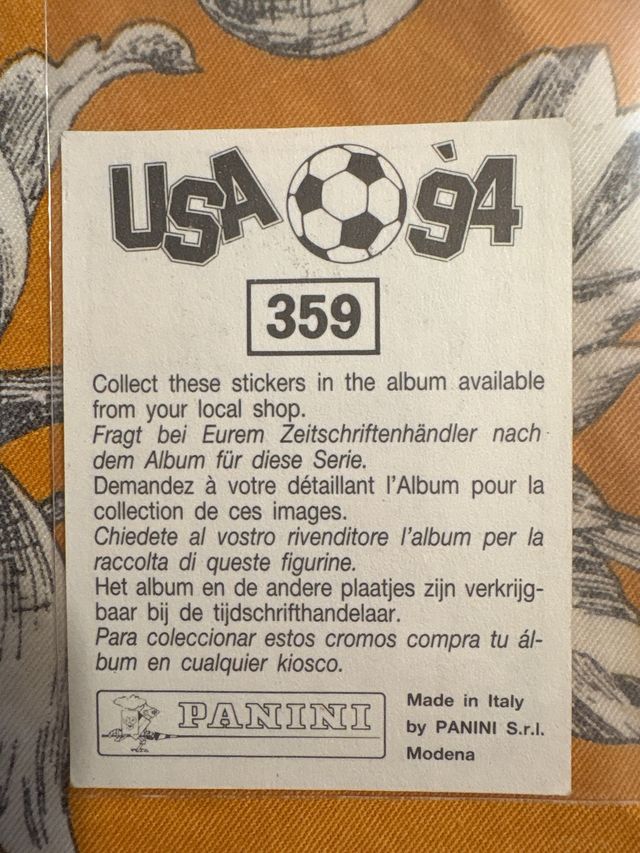 USA '94
359
Collect these stickers in the album available
from your local shop.
Fragt bei Eurem Zeitschriftenhändler nach
dem Album für diese Serie.
Demandez à votre détaillant l'Album pour la
collection de ces images.
Chiedete al vostro rivenditore l'album per la
raccolta di queste figurine.
Het album en de andere plaatjes zijn verkrijg-
baar bij de tijdschrifthandelaar.
Para coleccionar estos cromos compra tu ál-
bum en cualquier kiosco.
PANINI
Made in Italy
by PANINI S.r.l.
Modena